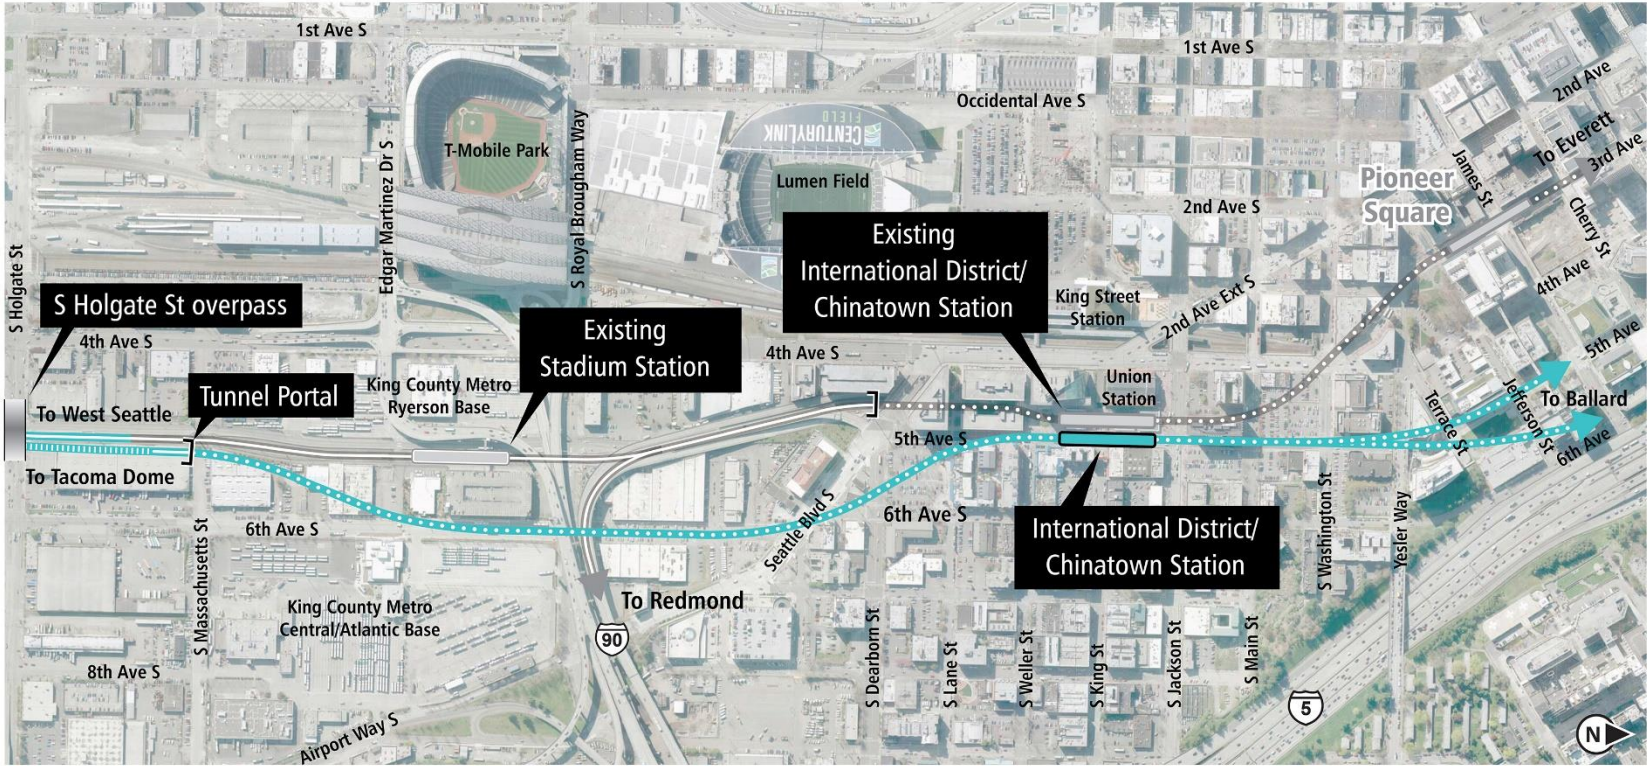 1st Ave S
1st Ave S
2nd Ave
Occidental Ave S
CENTURYLINK
FIELD
To Everett
3rd Ave
T-Mobile Park
Edgar Martinez Dr S
S Royal Brougham Way
Lumen Field
James St
Pioneer
Square
2nd Ave S
Cherry St
4th Ave
Existing
International District/
Chinatown Station
S Holgate St
S Holgate St overpass
King Street
Station
2nd Ave Ext S
4th Ave S
Existing
Stadium Station
4th Ave S
5th Ave
Tunnel Portal
King County Metro
Ryerson Base
Union
Station
To West Seattle
Terrace St
Jefferson St
To Ballard
5th Ave S
6th Ave
To Tacoma Dome
6th Ave S
6th Ave S
Seattle Blvd S
International District/
Chinatown Station
S Washington St
Yesler Way
S Massachusetts St
King County Metro
Central/Atlantic Base
To Redmond
90
S Dearborn St
S Lane St
S Weller St
S King St
S Jackson St
S Main St
8th Ave S
5
Airport Way S
N